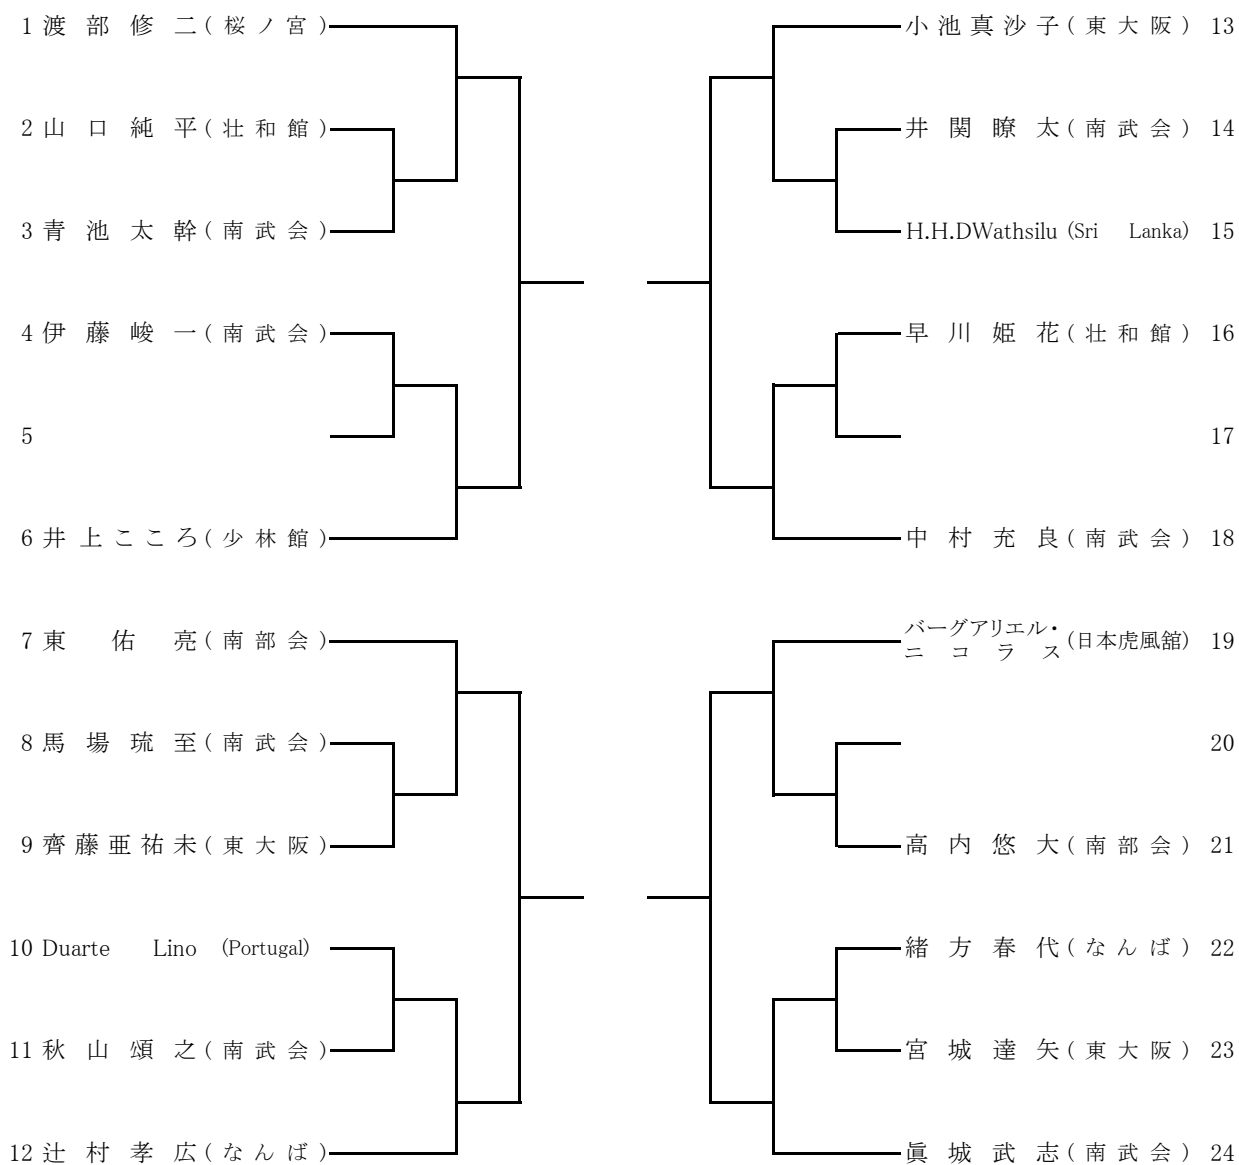 1 渡部修二(桜ノ宮)
2 山口純平(壮和館)
3 青池太幹(南武会)
4 伊藤峻一(南武会)
5
6 井上こころ(少林館)
7 東佑亮(南部会)
8 馬場琉至(南武会)
9 齊藤亜祐未(東大阪)
10 Duarte Lino (Portugal)
11 秋山頌之(南武会)
12 辻村孝広(なんば)
小池真沙子(東大阪) 13
井関瞭太(南武会) 14
H.H.DWathsilu (Sri Lanka) 15
早川姫花(壮和館) 16
17
中村充良(南武会) 18
バーグアリエル・
ニコラス (日本虎風舘) 19
20
高内悠大(南部会) 21
緒方春代(なんば) 22
宮城達矢(東大阪) 23
眞城武志(南武会) 24